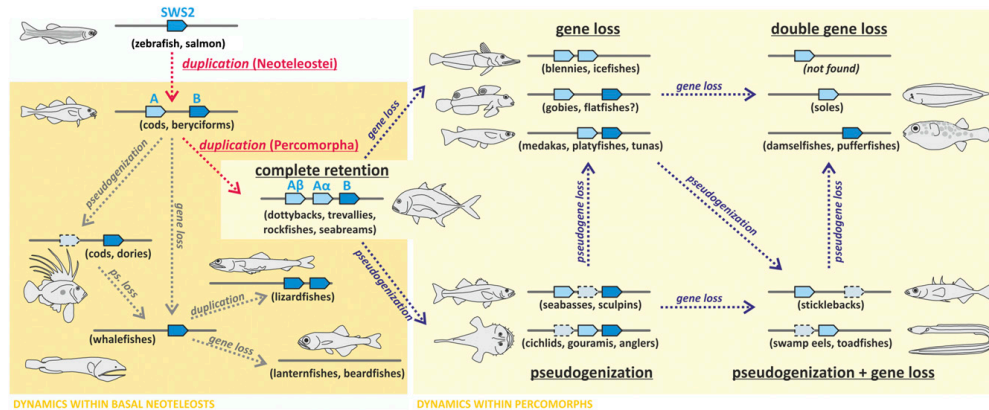 SWS2
(zebrafish, salmon)
duplication (Neoteleostei)
A B
(cods, beryciforms)
duplication (Percomorpha)
pseudogenization
gene loss
complete retention
Aβ Aα B
(dottybacks, trevallies,
rockfishes, seabreams)
(cods, dories)
ps. loss
(lizardfishes)
duplication
(whalefishes)
gene loss
(lanternfishes, beardfishes)
DYNAMICS WITHIN BASAL NEOTELEOSTS
gene loss
pseudogenization
gene loss
(blennies, icefishes)
(gobies, flatfishes?)
(medakas, platyfishes, tunas)
gene loss
double gene loss
(not found)
(soles)
(damselfishes, pufferfishes)
pseudogene loss
pseudogenization
pseudogene loss
(seabasses, sculpins)
(cichlids, gouramis, anglers)
pseudogenization
gene loss
(sticklebacks)
(swamp eels, toadfishes)
pseudogenization + gene loss
DYNAMICS WITHIN PERCOMORPHS